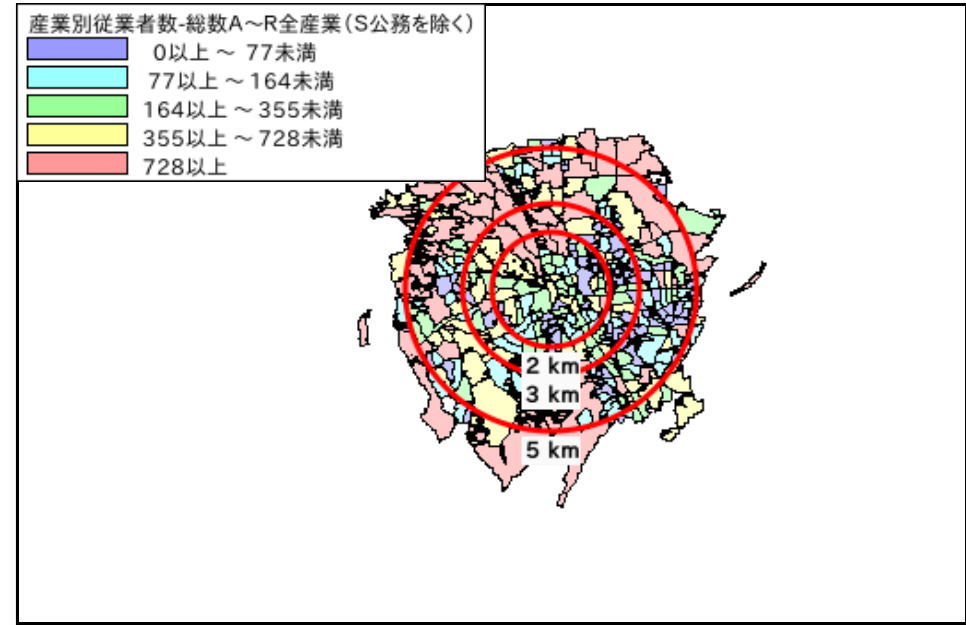 産業別従業者数-総数A～R全産業(S公務を除く)
0以上 ～ 77未満
77以上 ～ 164未満
164以上 ～ 355未満
355以上 ～ 728未満
728以上
2 km
3 km
5 km